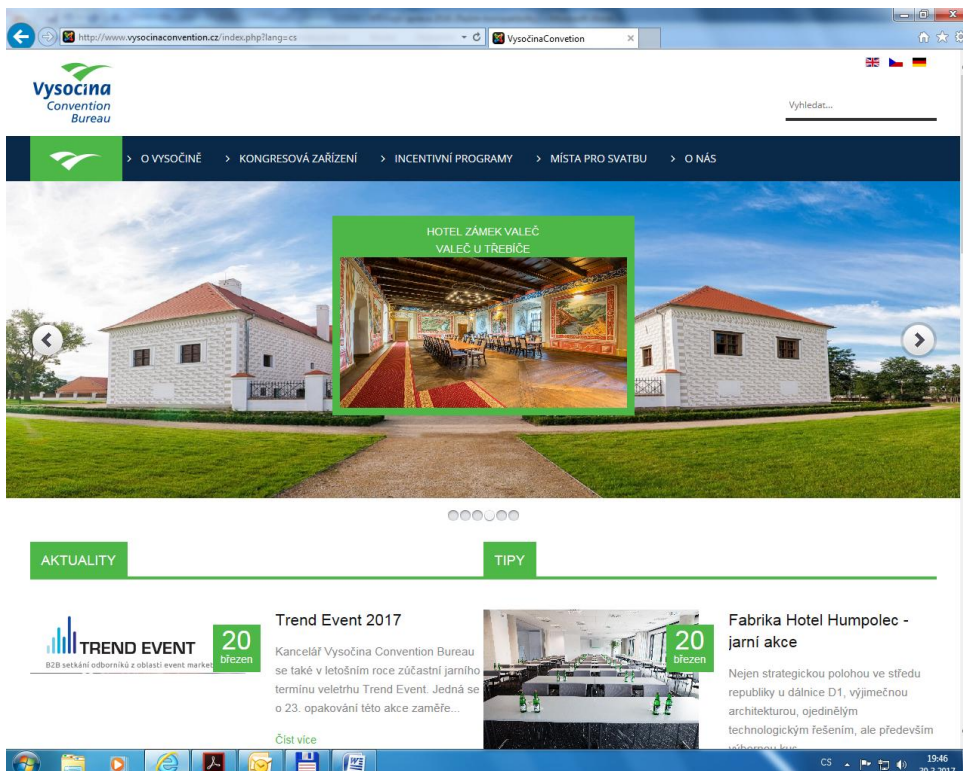 http://www.vysocinaconvention.cz/index.php?lang=cs
VysočinaConvetion
Vysočina
Convention
Bureau
Vyhledat...
O VYSOČINĚ
KONGRESOVÁ ZAŘÍZENÍ
INCENTIVNÍ PROGRAMY
MÍSTA PRO SVATBU
O NÁS
HOTEL ZÁMEK VALEČ
VALEČ U TŘEBÍČE
AKTUALITY
TREND EVENT
B2B setkání odborníků z oblasti event market
20
březen
Trend Event 2017
Kancelář Vysočina Convention Bureau
se také v letošním roce zúčastní jarního
termínu veletrhu Trend Event. Jedná se
o 23. opakování této akce zaměře...
Číst více
TIPY
20
březen
Fabrika Hotel Humpolec -
jarní akce
Nejen strategickou polohou ve středu
republiky u dálnice D1, výjimečnou
architekturou, ojedinělým
technologickým řešením, ale především
CS
19:46
20.3.2017